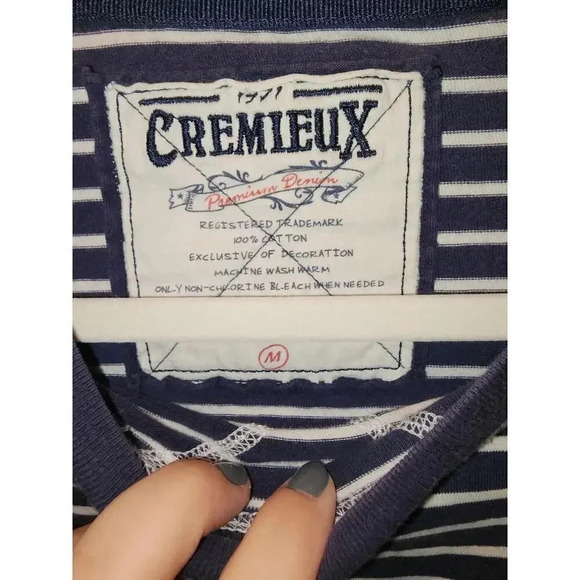 1971
CREMIEUX
Premium Denim
REGISTERED TRADEMARK
100% COTTON
EXCLUSIVE OF DECORATION
MACHINE WASH WARM
ONLY NON-CHLORINE BLEACH WHEN NEEDED
M